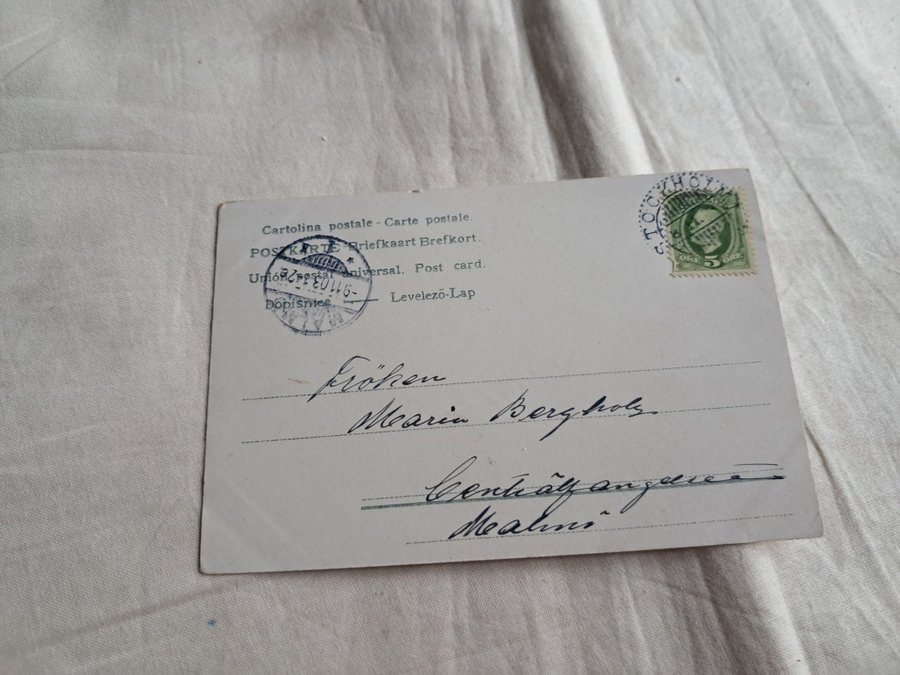 Cartolina postale - Carte postale.
POSTKARTE Briefkaart Brefkort.
Unión postal universal. Post card.
Dopisnice Levelező-Lap
STOCKHOLM
5
Fröken
Maria Bergholz
Centralfängelset
Malmö